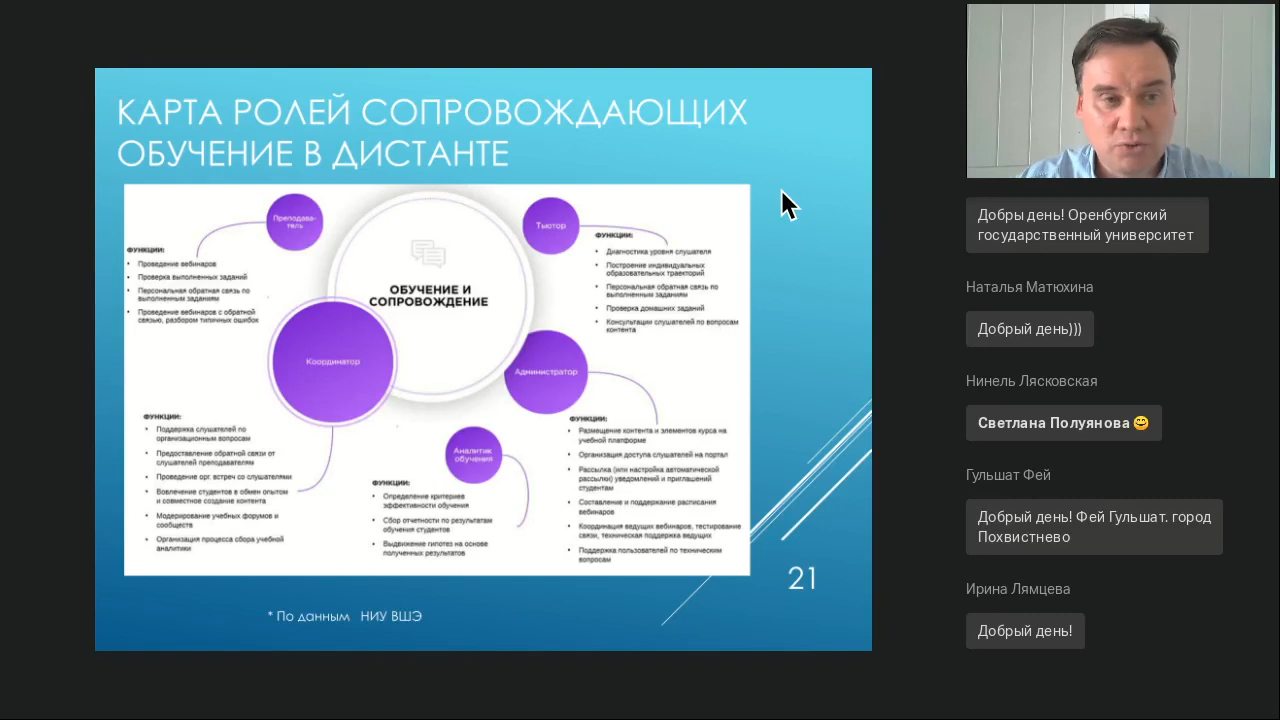 КАРТА РОЛЕЙ СОПРОВОЖДАЮЩИХ
ОБУЧЕНИЕ В ДИСТАНТЕ
Преподава-
тель
ФУНКЦИИ:
• Проведение вебинаров
• Проверка выполненных заданий
• Персональная обратная связь по
выполненным заданиям
• Проведение вебинаров с обратной
связью, разбором типичных ошибок
ОБУЧЕНИЕ И
СОПРОВОЖДЕНИЕ
Тьютор
ФУНКЦИИ:
• Диагностика уровня слушателя
• Построение индивидуальных
образовательных траекторий
• Персональная обратная связь по
выполненным заданиям
• Проверка домашних заданий
• Консультации слушателей по вопросам
контента
Координатор
ФУНКЦИИ:
• Поддержка слушателей по
организационным вопросам
• Предоставление обратной связи от
слушателей преподавателям
• Проведение орг. встреч со слушателями
• Вовлечение студентов в обмен опытом
и совместное создание контента
• Модерирование учебных форумов и
сообществ
• Организация процесса сбора учебной
аналитики
Аналитик
обучения
ФУНКЦИИ:
• Определение критериев
эффективности обучения
• Сбор отчетности по результатам
обучения студентов
• Выдвижение гипотез на основе
полученных результатов
Администратор
ФУНКЦИИ:
• Размещение контента и элементов курса на
учебной платформе
• Организация доступа слушателей на портал
• Рассылка (или настройка автоматической
рассылки) уведомлений и приглашений
студентам
• Составление и поддержание расписания
вебинаров
• Координация ведущих вебинаров, тестирование
связи, техническая поддержка ведущих
• Поддержка пользователей по техническим
вопросам
21
* По данным НИУ ВШЭ
Добры день! Оренбургский
государственный университет
Наталья Матюхина
Добрый день)))
Нинель Лясковская
Светлана Полянова 😊
Гульшат Фей
Добрый день! Фей Гульшат. город
Похвистнево
Ирина Лямцева
Добрый день!